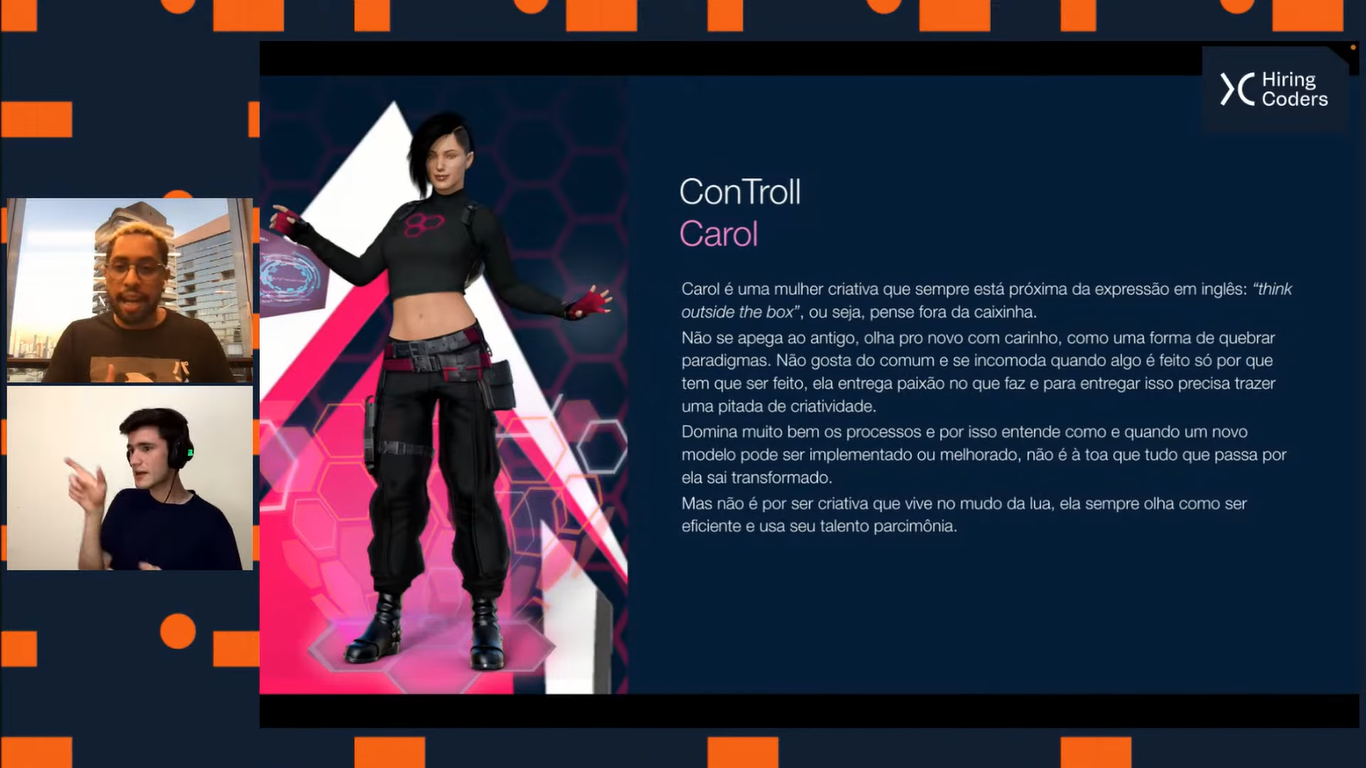 Hiring
Coders
ConTroll
Carol
Carol é uma mulher criativa que sempre está próxima da expressão em inglês: “think
outside the box”, ou seja, pense fora da caixinha.
Não se apega ao antigo, olha pro novo com carinho, como uma forma de quebrar
paradigmas. Não gosta do comum e se incomoda quando algo é feito só por que
tem que ser feito, ela entrega paixão no que faz e para entregar isso precisa trazer
uma pitada de criatividade.
Domina muito bem os processos e por isso entende como e quando um novo
modelo pode ser implementado ou melhorado, não é à toa que tudo que passa por
ela sai transformado.
Mas não é por ser criativa que vive no mudo da lua, ela sempre olha como ser
eficiente e usa seu talento parcimônia.